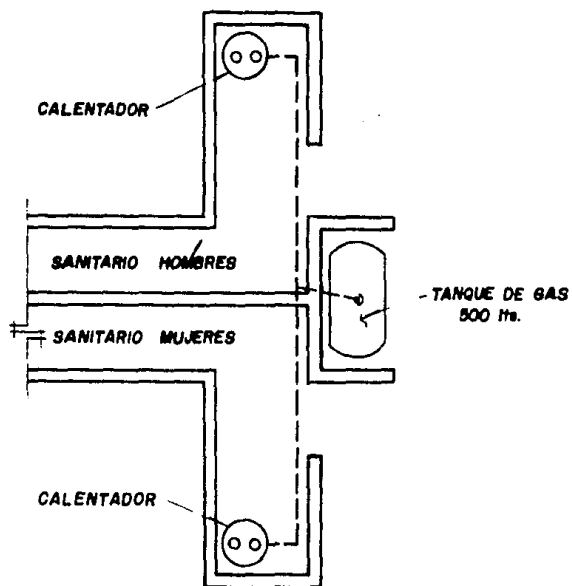 CALENTADOR
SANITARIO HOMBRES
TANQUE DE GAS
500 lts.
SANITARIO MUJERES
CALENTADOR